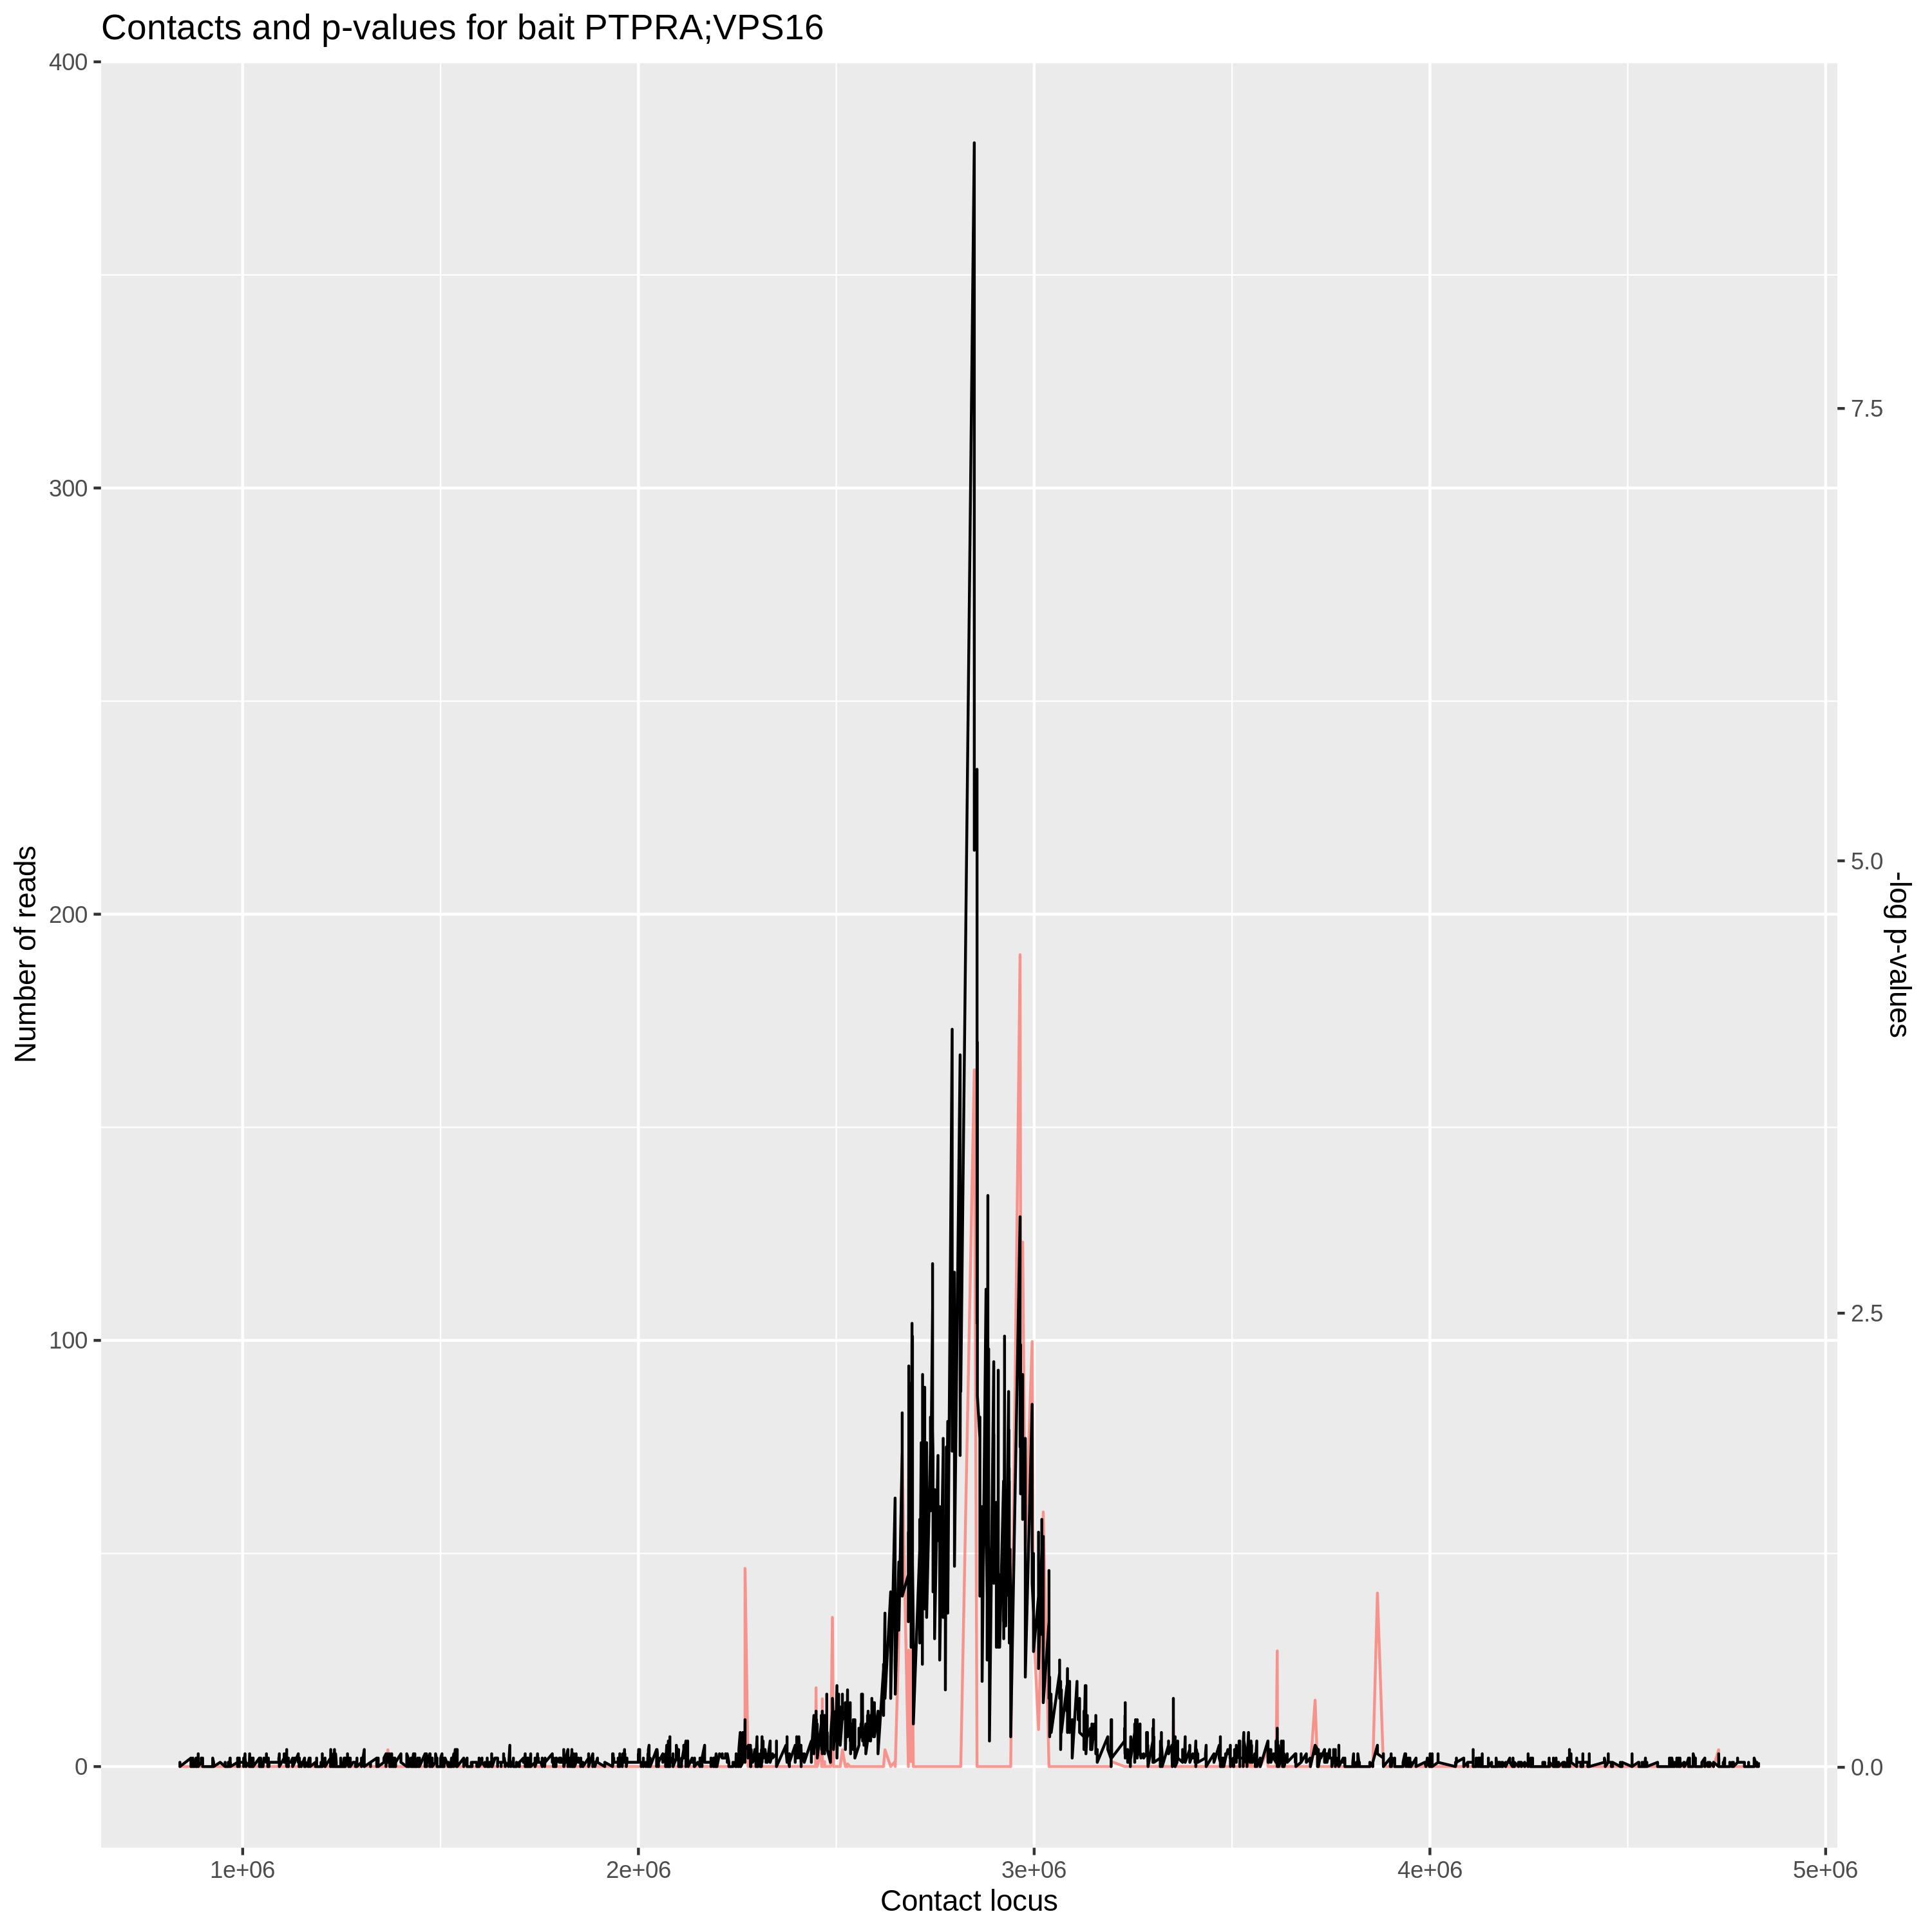 Contacts and p-values for bait PTPRA;VPS16
400
300
200
100
0
Number of reads
7.5
5.0
2.5
0.0
-log p-values
1e+06
2e+06
3e+06
4e+06
5e+06
Contact locus